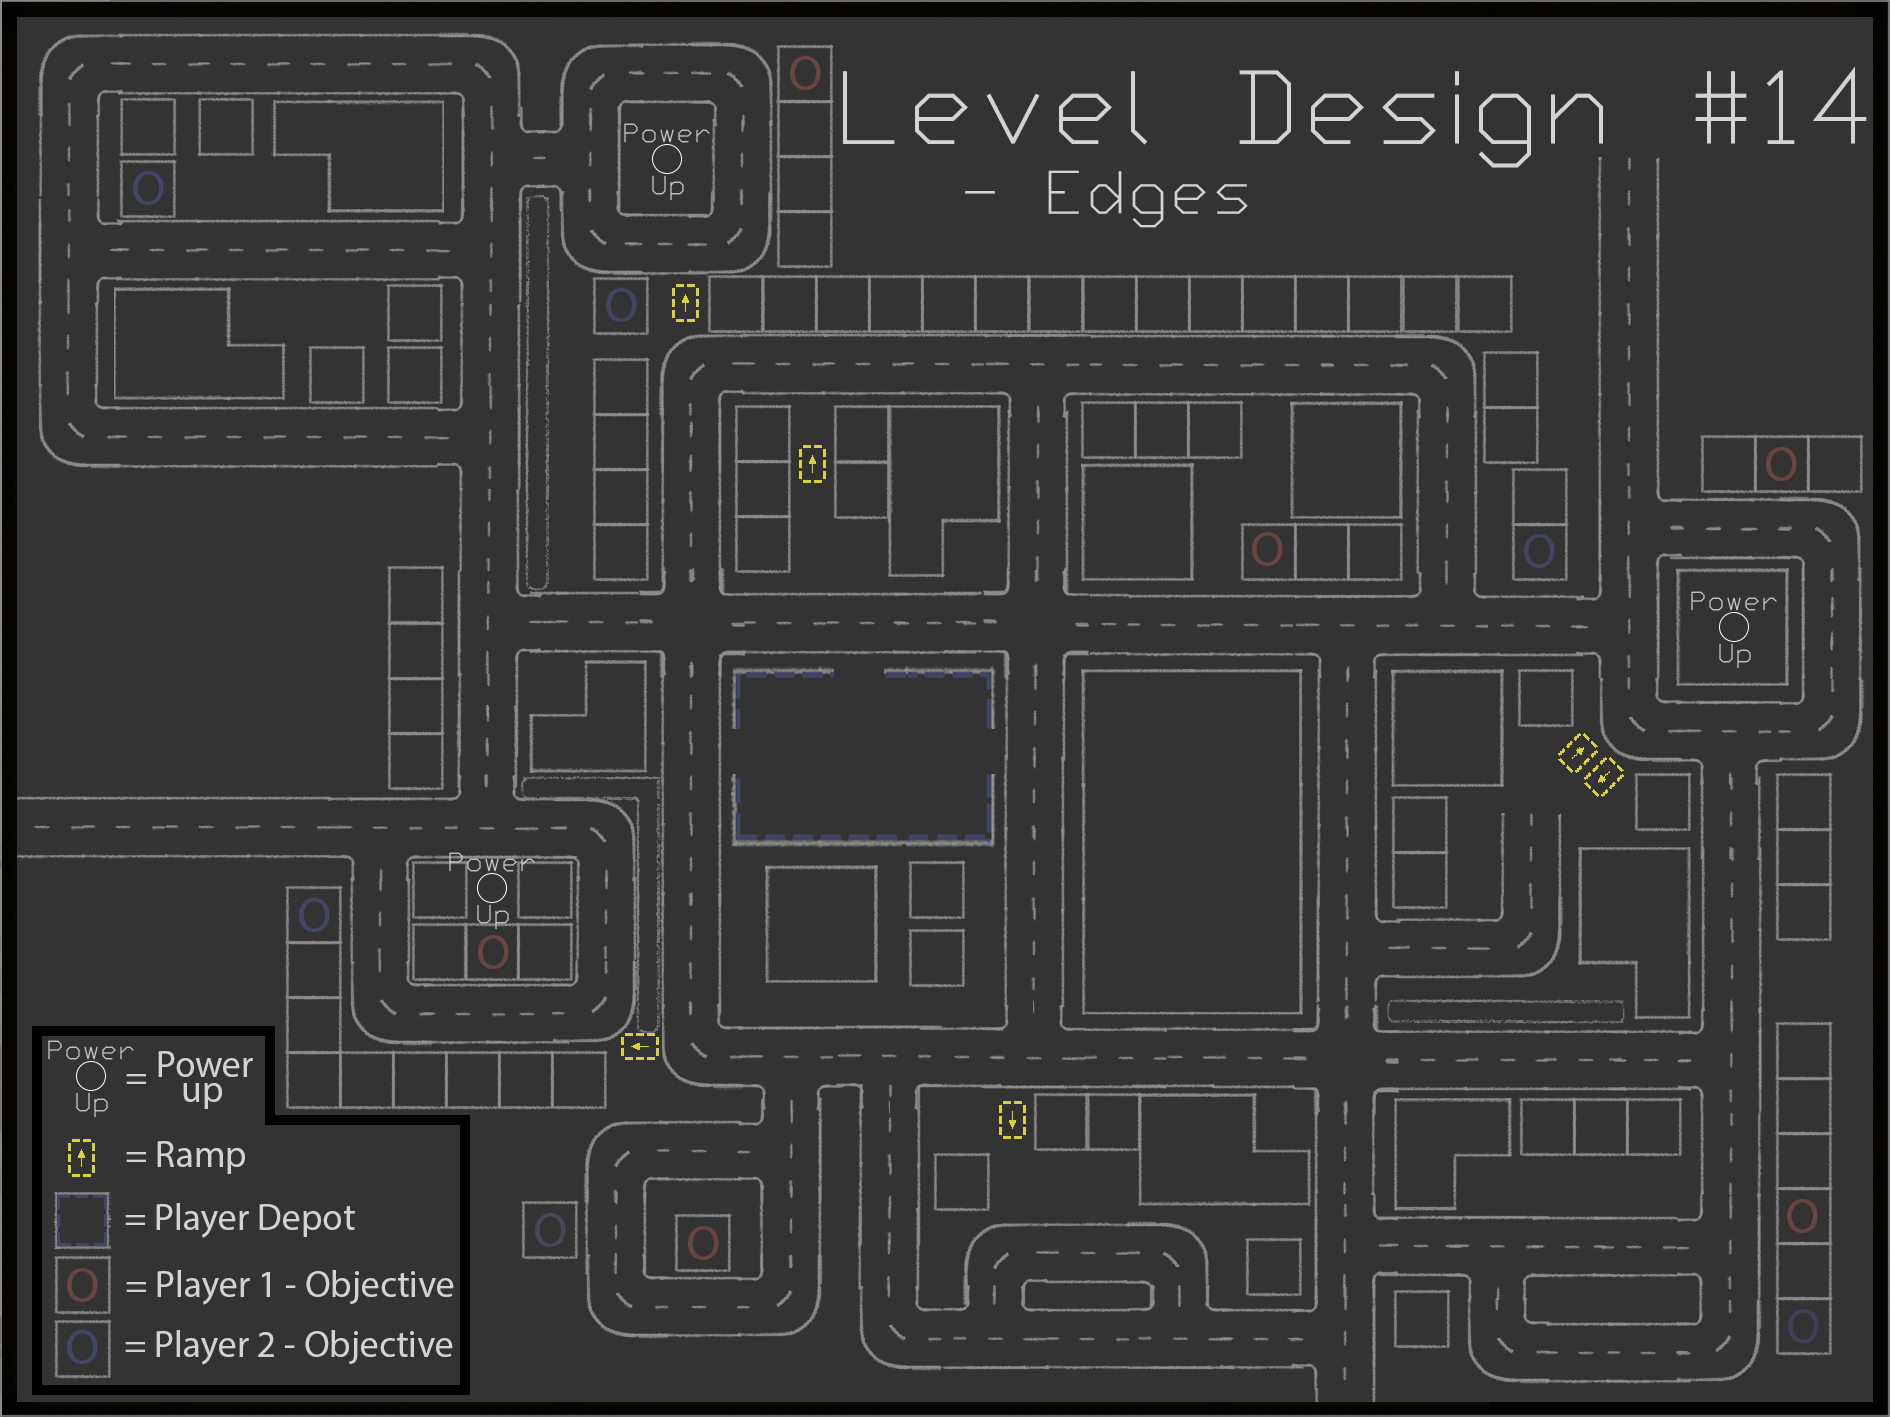 Level Design #14
- Edges
O
Power
O
Up
O
O
O
Power
Up
O
O
Power
Up
O
O
O
O
O
O
Power
Up
= Power
up
= Ramp
= Player Depot
O = Player 1 - Objective
O = Player 2 - Objective